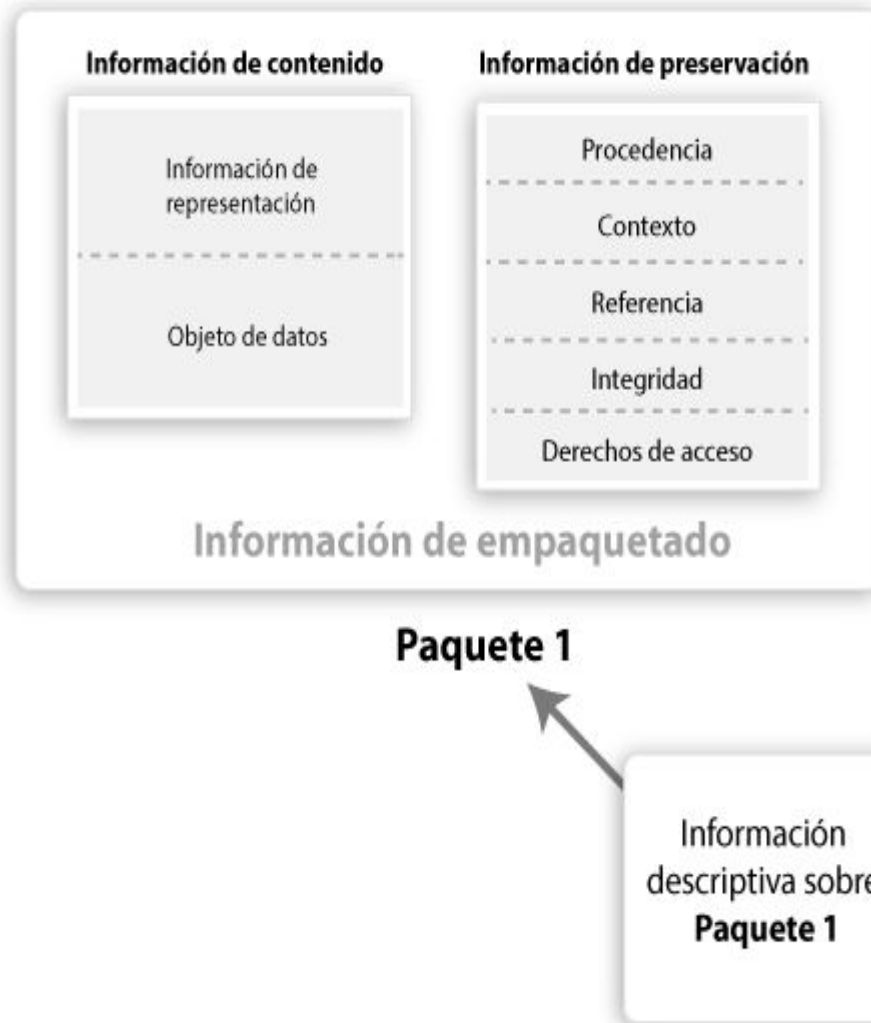 Información de contenido
Información de
representación
Objeto de datos
Información de preservación
Procedencia
Contexto
Referencia
Integridad
Derechos de acceso
Información de empaquetado
Paquete 1
Información
descriptiva sobre
Paquete 1